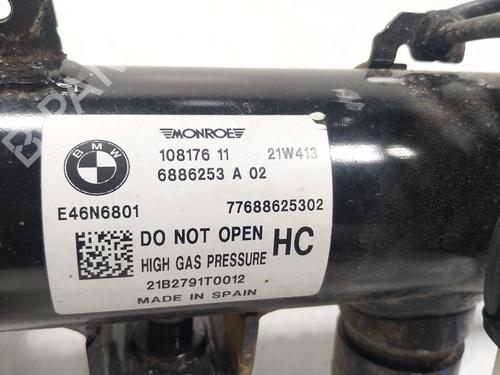 MONROE
BMW
108176 11 21W413
6886253 A 02
E46N6801 77688625302
DO NOT OPEN HC
HIGH GAS PRESSURE
21B2791T0012
MADE IN SPAIN